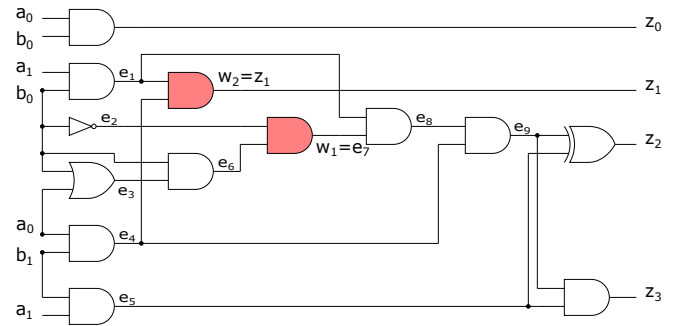 a₀
b₀
z₀
a₁
b₀
e₁
w₂=z₁
z₁
e₂
e₈
e₉
z₂
w₁=e₇
e₆
e₃
a₀
b₁
e₄
e₅
a₁
z₃